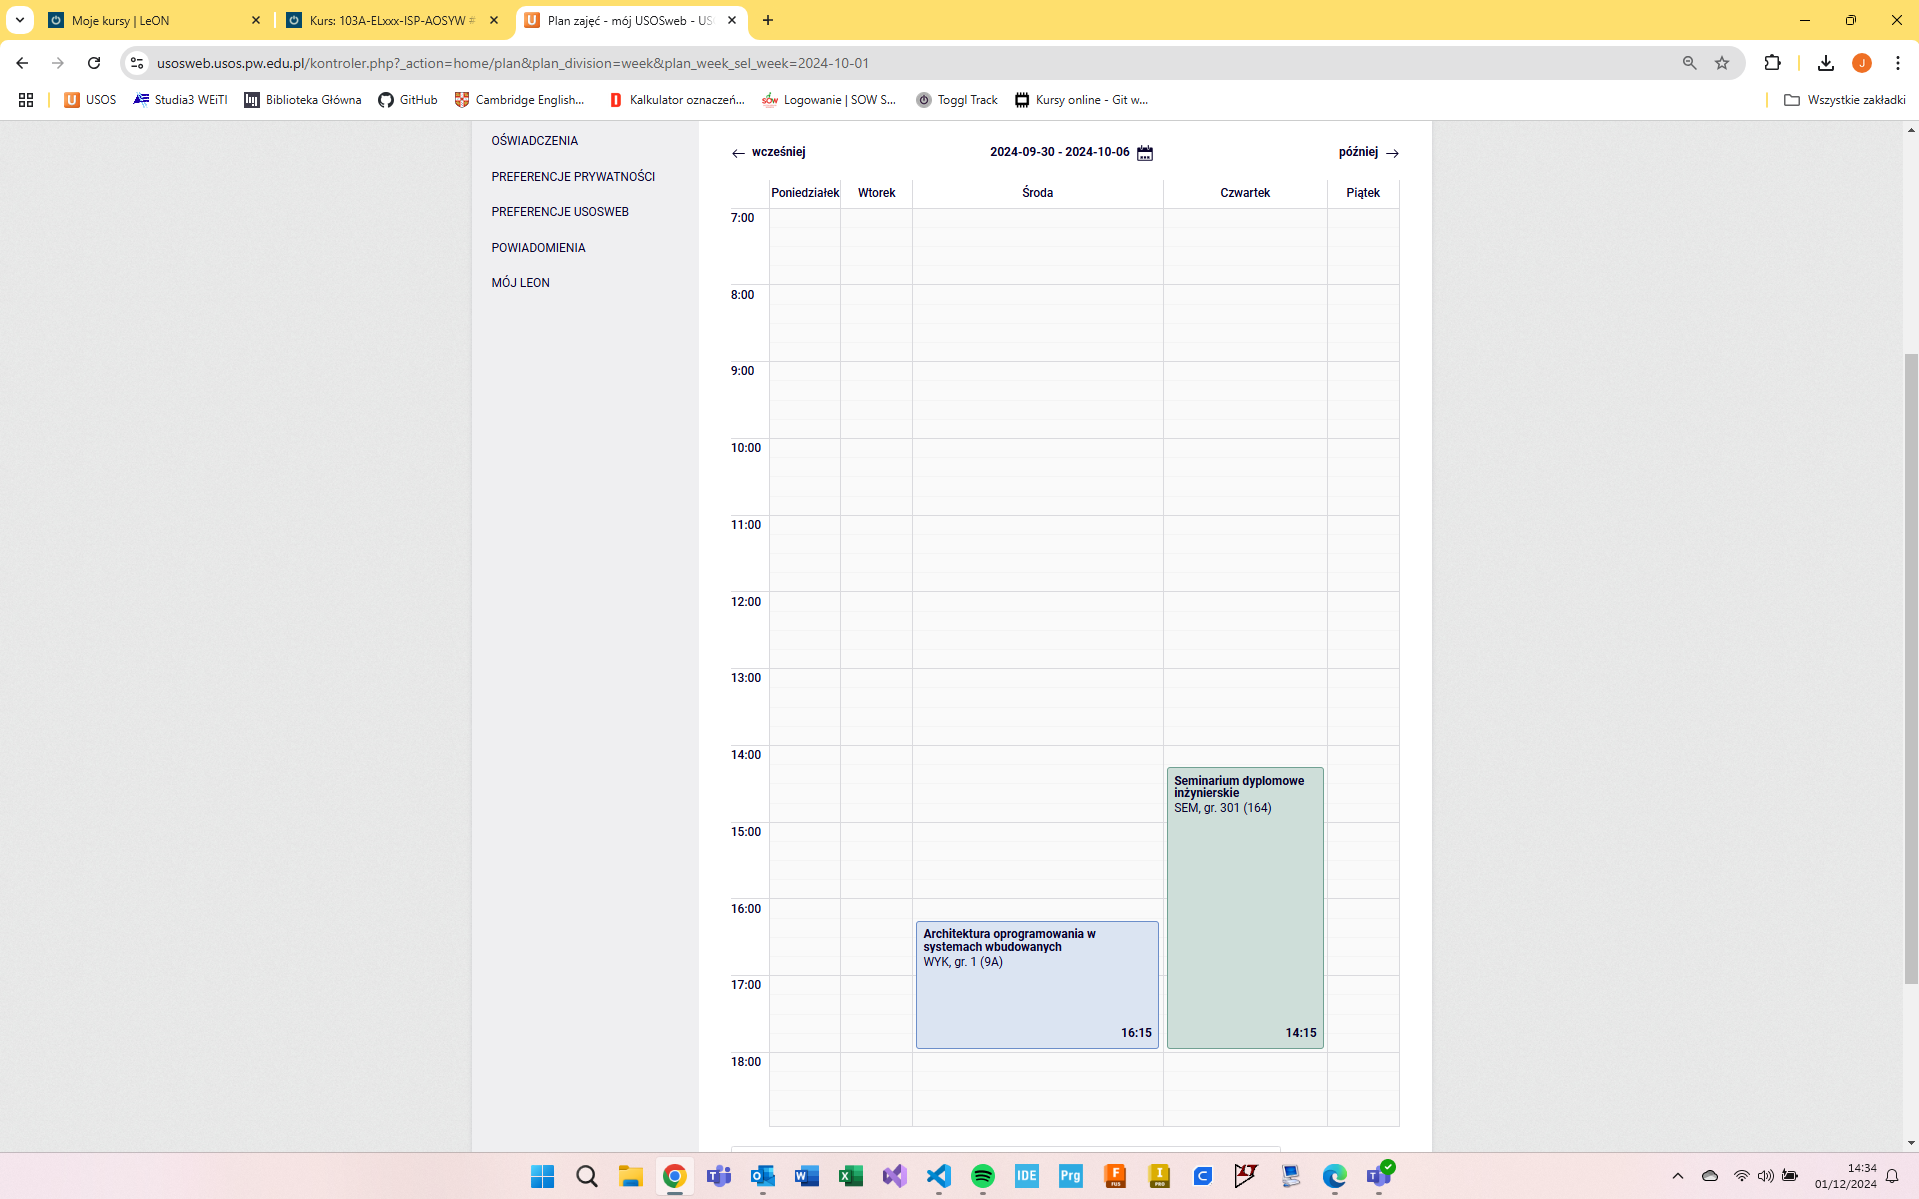 Moje kursy | LeON
Kurs: 103A-ELxxx-ISP-AOSYW #
Plan zajęć - mój USOSweb - US
usosweb.usos.pw.edu.pl/kontroler.php?_action=home/plan&plan_division=week&plan_week_sel_week=2024-10-01
J
USOS
Studia3 WEiTI
Biblioteka Główna
GitHub
Cambridge English...
Kalkulator oznaczeń...
Logowanie | SOW S...
Toggl Track
Kursy online - Git w...
Wszystkie zakładki
OŚWIADCZENIA
PREFERENCJE PRYWATNOŚCI
PREFERENCJE USOSWEB
POWIADOMIENIA
MÓJ LEON
wcześniej
2024-09-30 - 2024-10-06
później
Poniedziałek
Wtorek
Środa
Czwartek
Piątek
7:00
8:00
9:00
10:00
11:00
12:00
13:00
14:00
Seminarium dyplomowe
inżynierskie
SEM, gr. 301 (164)
15:00
16:00
Architektura oprogramowania w
systemach wbudowanych
WYK, gr. 1 (9A)
17:00
16:15
14:15
18:00
IDE
Prg
14:34
01/12/2024